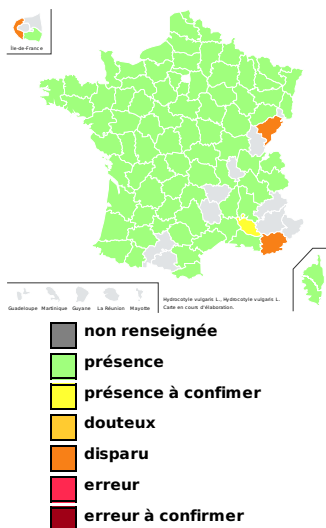 Île-de-France
Hydrocotyle vulgaris L., Hydrocotyle vulgaris L.
Carte en cours d'élaboration.
Guadeloupe Martinique Guyane La Réunion Mayotte
non renseignée
présence
présence à confimer
douteux
disparu
erreur
erreur à confirmer